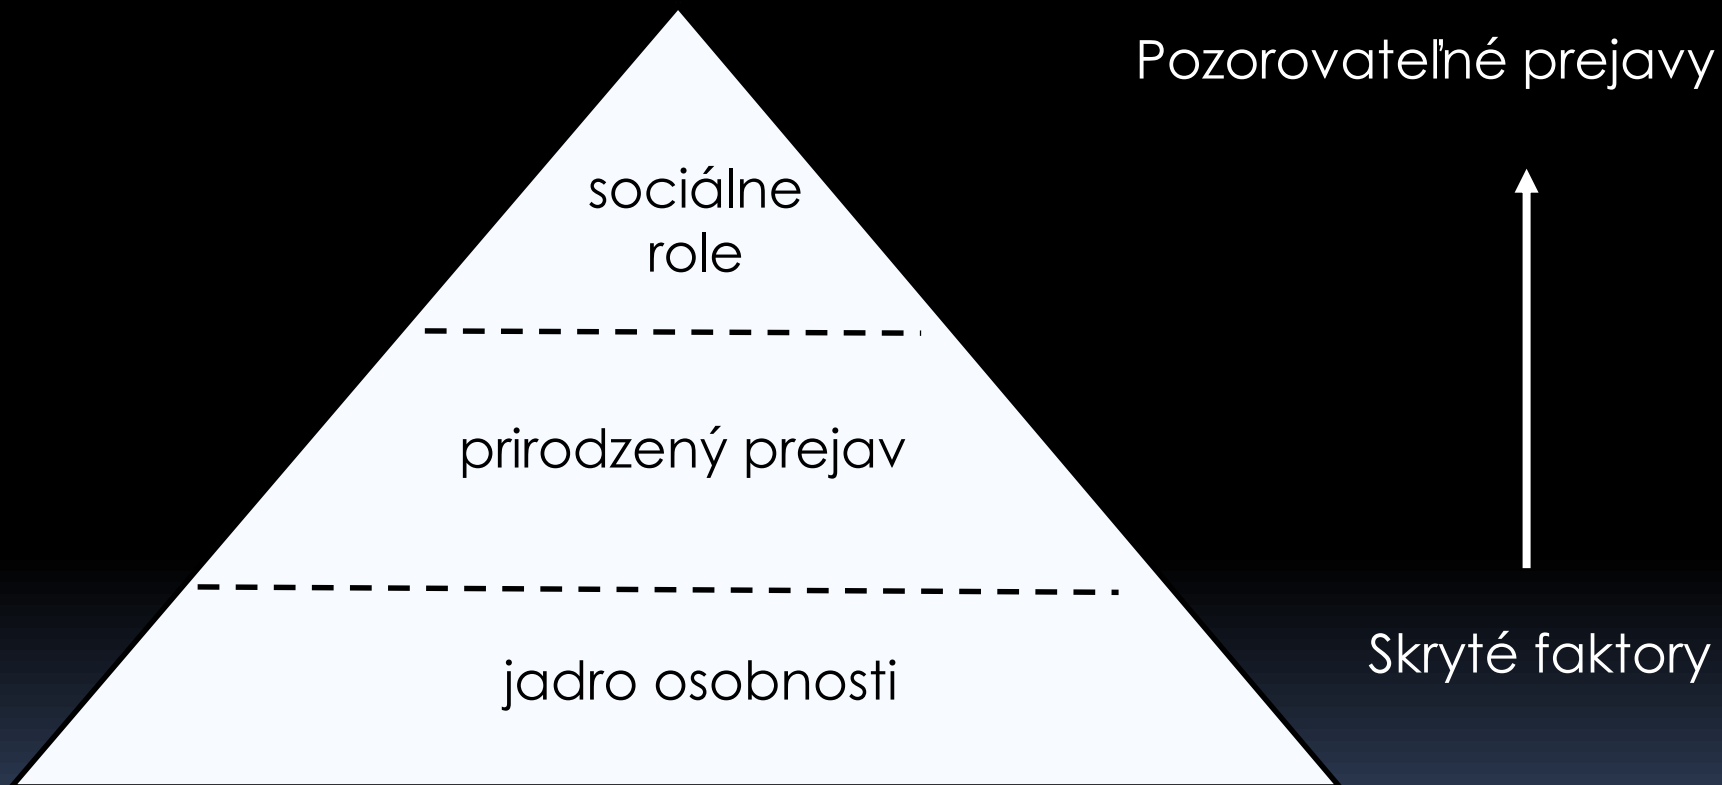 Pozorovateľné prejavy
sociálne
role
prirodzený prejav
Skryté faktory
jadro osobnosti